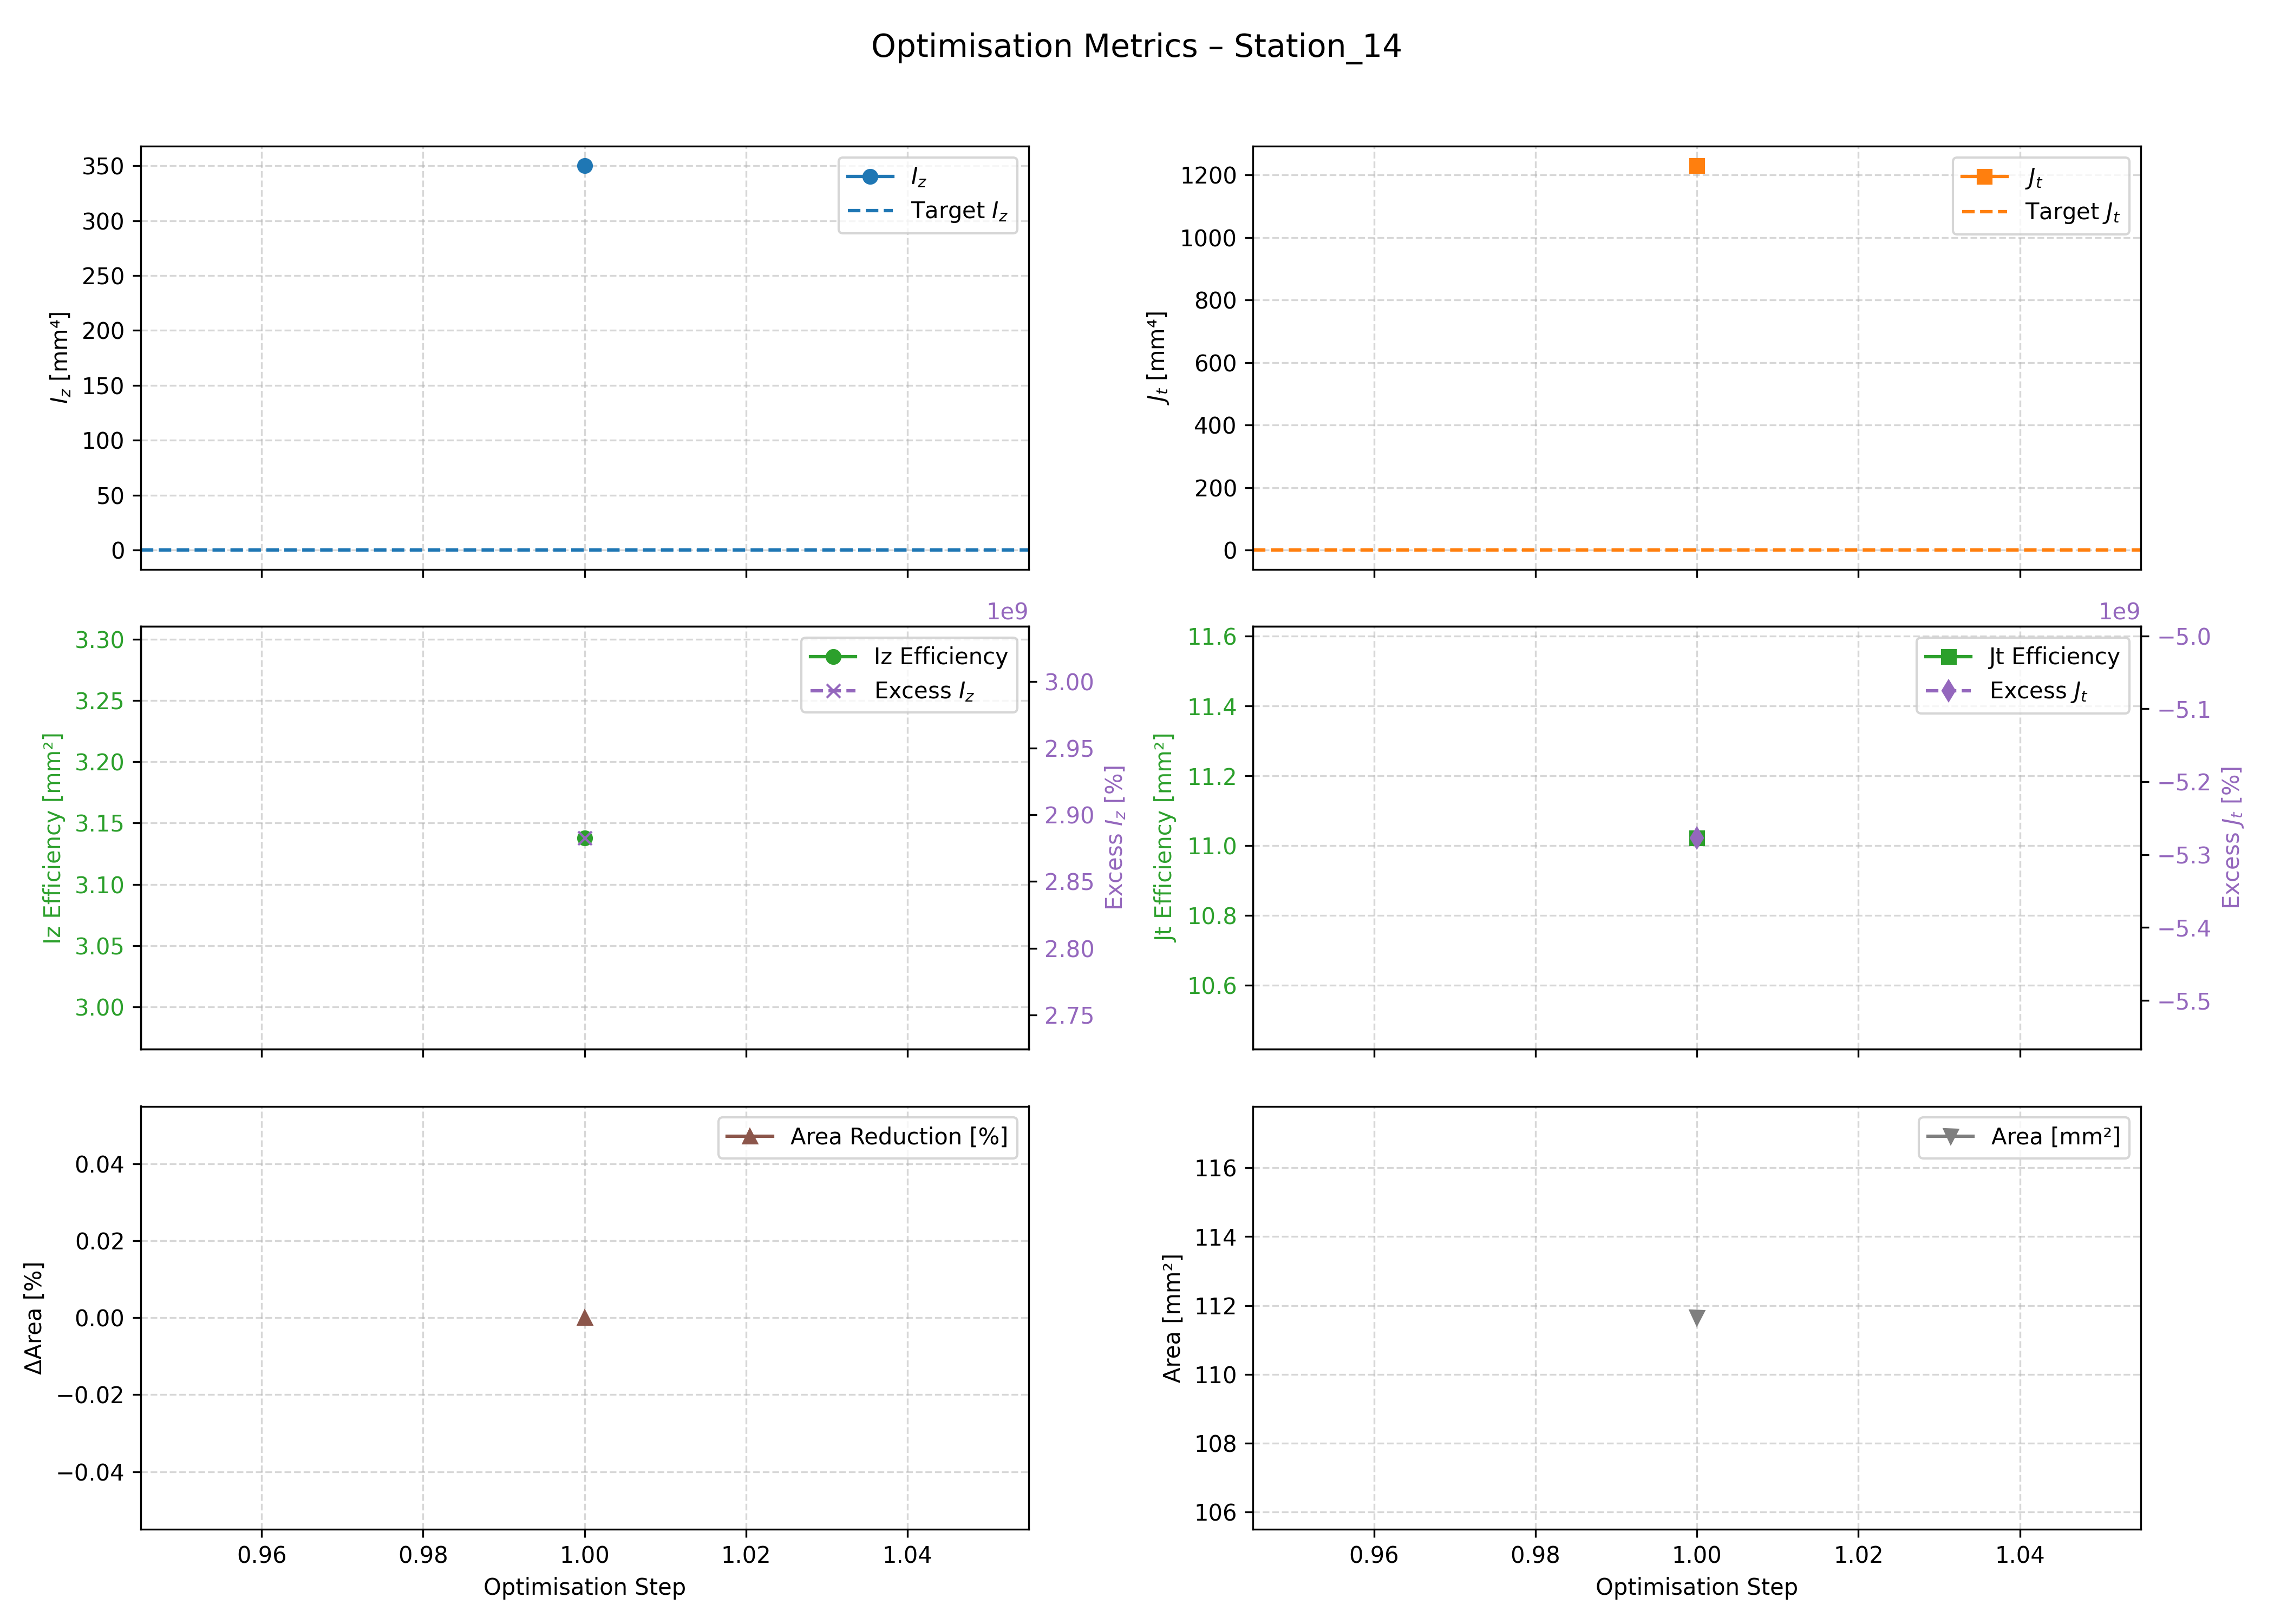 Optimisation Metrics – Station_14
350
300
250
200
150
100
50
0
I_z [mm⁴]
I_z
Target I_z
1200
1000
800
600
400
200
0
J_t [mm⁴]
J_t
Target J_t
3.30
3.25
3.20
3.15
3.10
3.05
3.00
Iz Efficiency [mm²]
Iz Efficiency
Excess I_z
1e9
3.00
2.95
2.90
2.85
2.80
2.75
Excess I_z [%]
11.6
11.4
11.2
11.0
10.8
10.6
Jt Efficiency [mm²]
Jt Efficiency
Excess J_t
1e9
−5.0
−5.1
−5.2
−5.3
−5.4
−5.5
Excess J_t [%]
0.04
0.02
0.00
−0.02
−0.04
ΔArea [%]
Area Reduction [%]
0.96 0.98 1.00 1.02 1.04
Optimisation Step
116
114
112
110
108
106
Area [mm²]
Area [mm²]
0.96 0.98 1.00 1.02 1.04
Optimisation Step